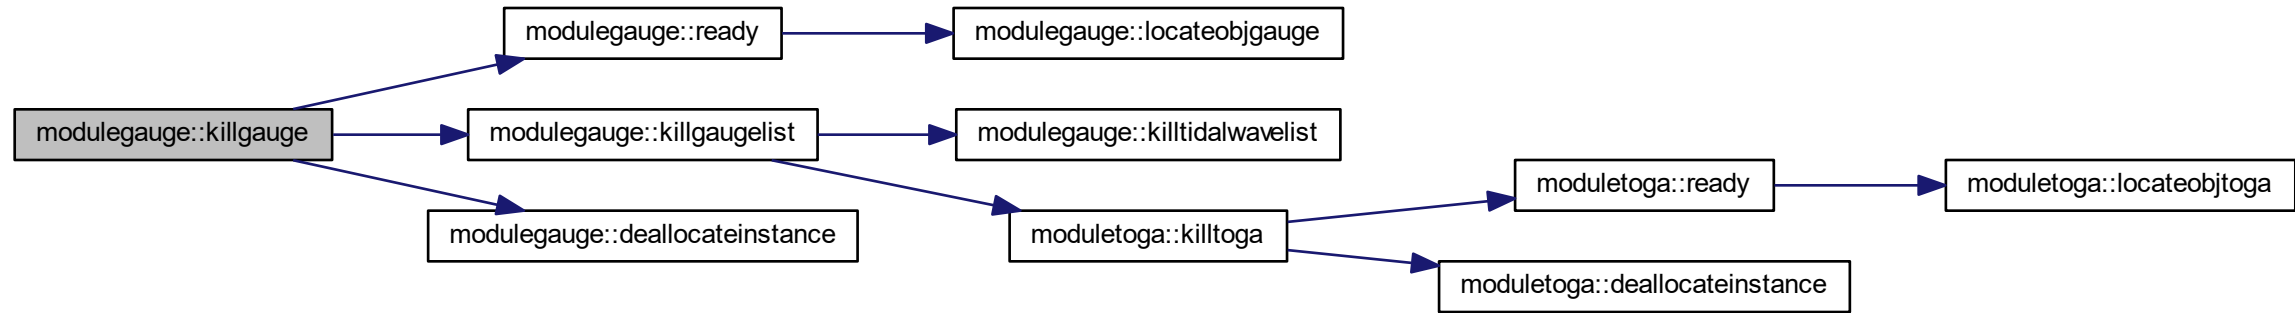 modulegauge::ready
modulegauge::locateobjgauge
modulegauge::killgauge
modulegauge::killgaugelist
modulegauge::killtidalwavelist
moduletoga::ready
moduletoga::locateobjtoga
modulegauge::deallocateinstance
moduletoga::killtoga
moduletoga::deallocateinstance